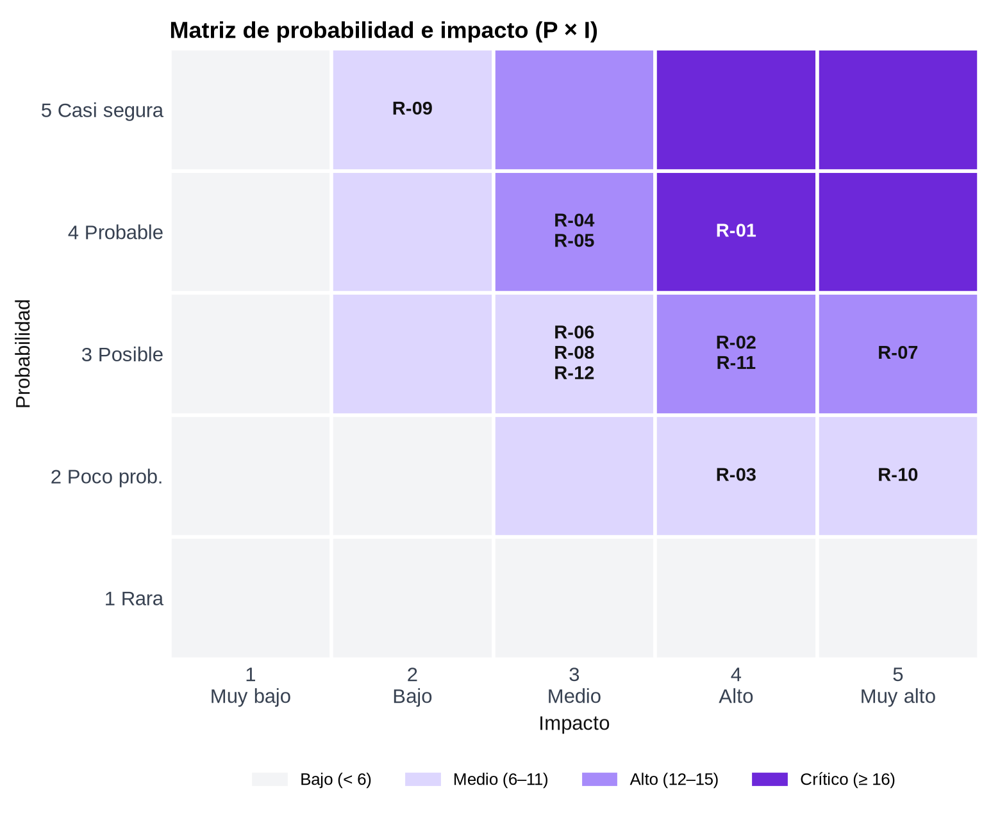 Matriz de probabilidad e impacto (P × I)
Probabilidad
5 Casi segura
R-09
4 Probable
R-04
R-05
R-01
3 Posible
R-06
R-08
R-12
R-02
R-11
R-07
2 Poco prob.
R-03
R-10
1 Rara
1
Muy bajo
2
Bajo
3
Medio
4
Alto
5
Muy alto
Impacto
Bajo (< 6)
Medio (6–11)
Alto (12–15)
Crítico (≥ 16)